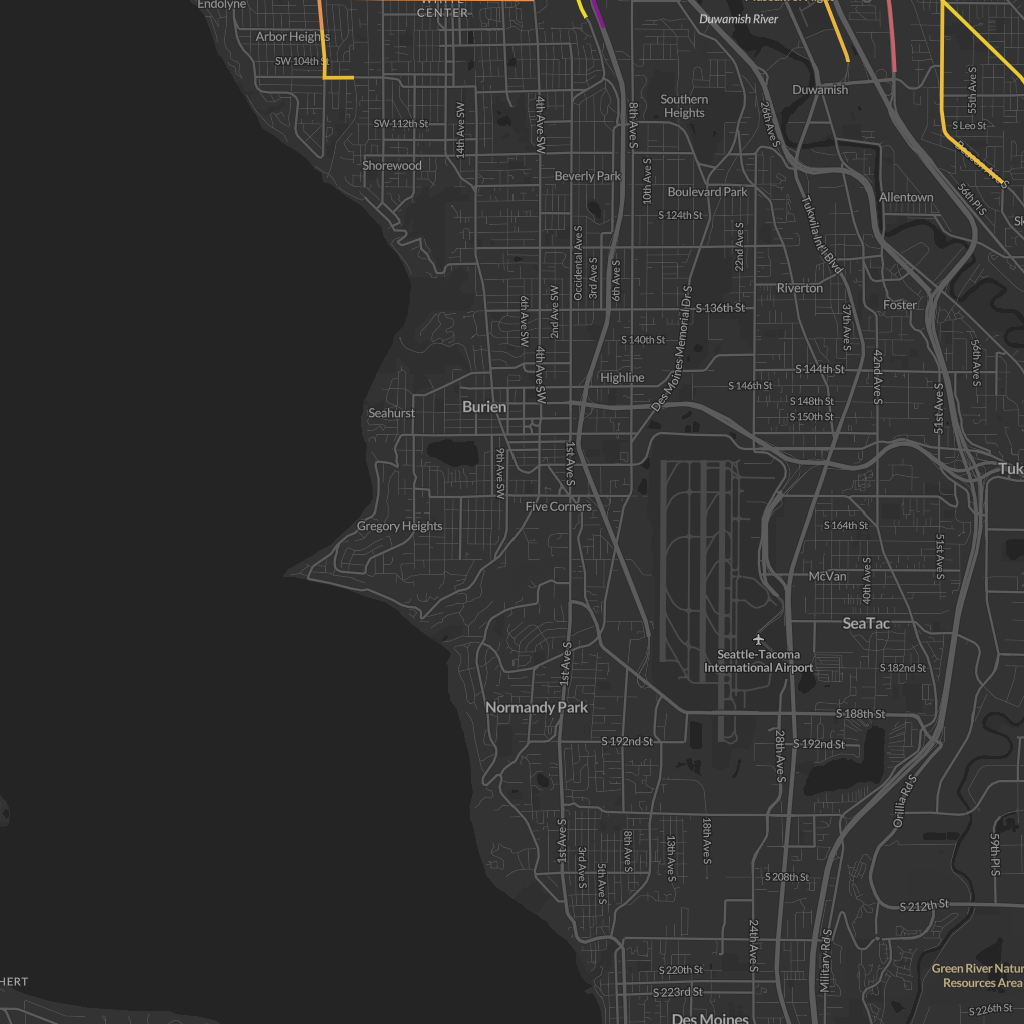 Endolyne
CENTER
Duwamish River
Arbor Heights
SW 104th St
Southern
Heights
Duwamish
55th Ave S
SW 112th St
14th Ave SW
4th Ave SW
8th Ave S
26th Ave S
S Leo St
Shorewood
Beverly Park
10th Ave S
Boulevard Park
Allentown
56th Pl S
S 124th St
Tukwila Int'l Blvd
22nd Ave S
Occidental Ave S
3rd Ave S
6th Ave S
Riverton
Foster
6th Ave SW
2nd Ave SW
S 136th St
37th Ave S
S 140th St
Des Moines Memorial Dr S
54th Ave S
4th Ave SW
42nd Ave S
S 144th St
Highline
S 146th St
S 148th St
S 150th St
51st Ave S
Seahurst
Burien
9th Ave SW
1st Ave S
Tuk
Five Corners
Gregory Heights
S 164th St
51st Ave S
McVan
40th Ave S
SeaTac
Seattle-Tacoma
International Airport
1st Ave S
S 182nd St
Normandy Park
S 188th St
S 192nd St
28th Ave S
S 192nd St
Orillia Rd S
1st Ave S
3rd Ave S
5th Ave S
8th Ave S
13th Ave S
18th Ave S
59th Pl S
S 208th St
S 212th St
24th Ave S
Military Rd S
S 220th St
S 223rd St
Green River Natur
Resources Area
HERT
S 226th St
Des Moines